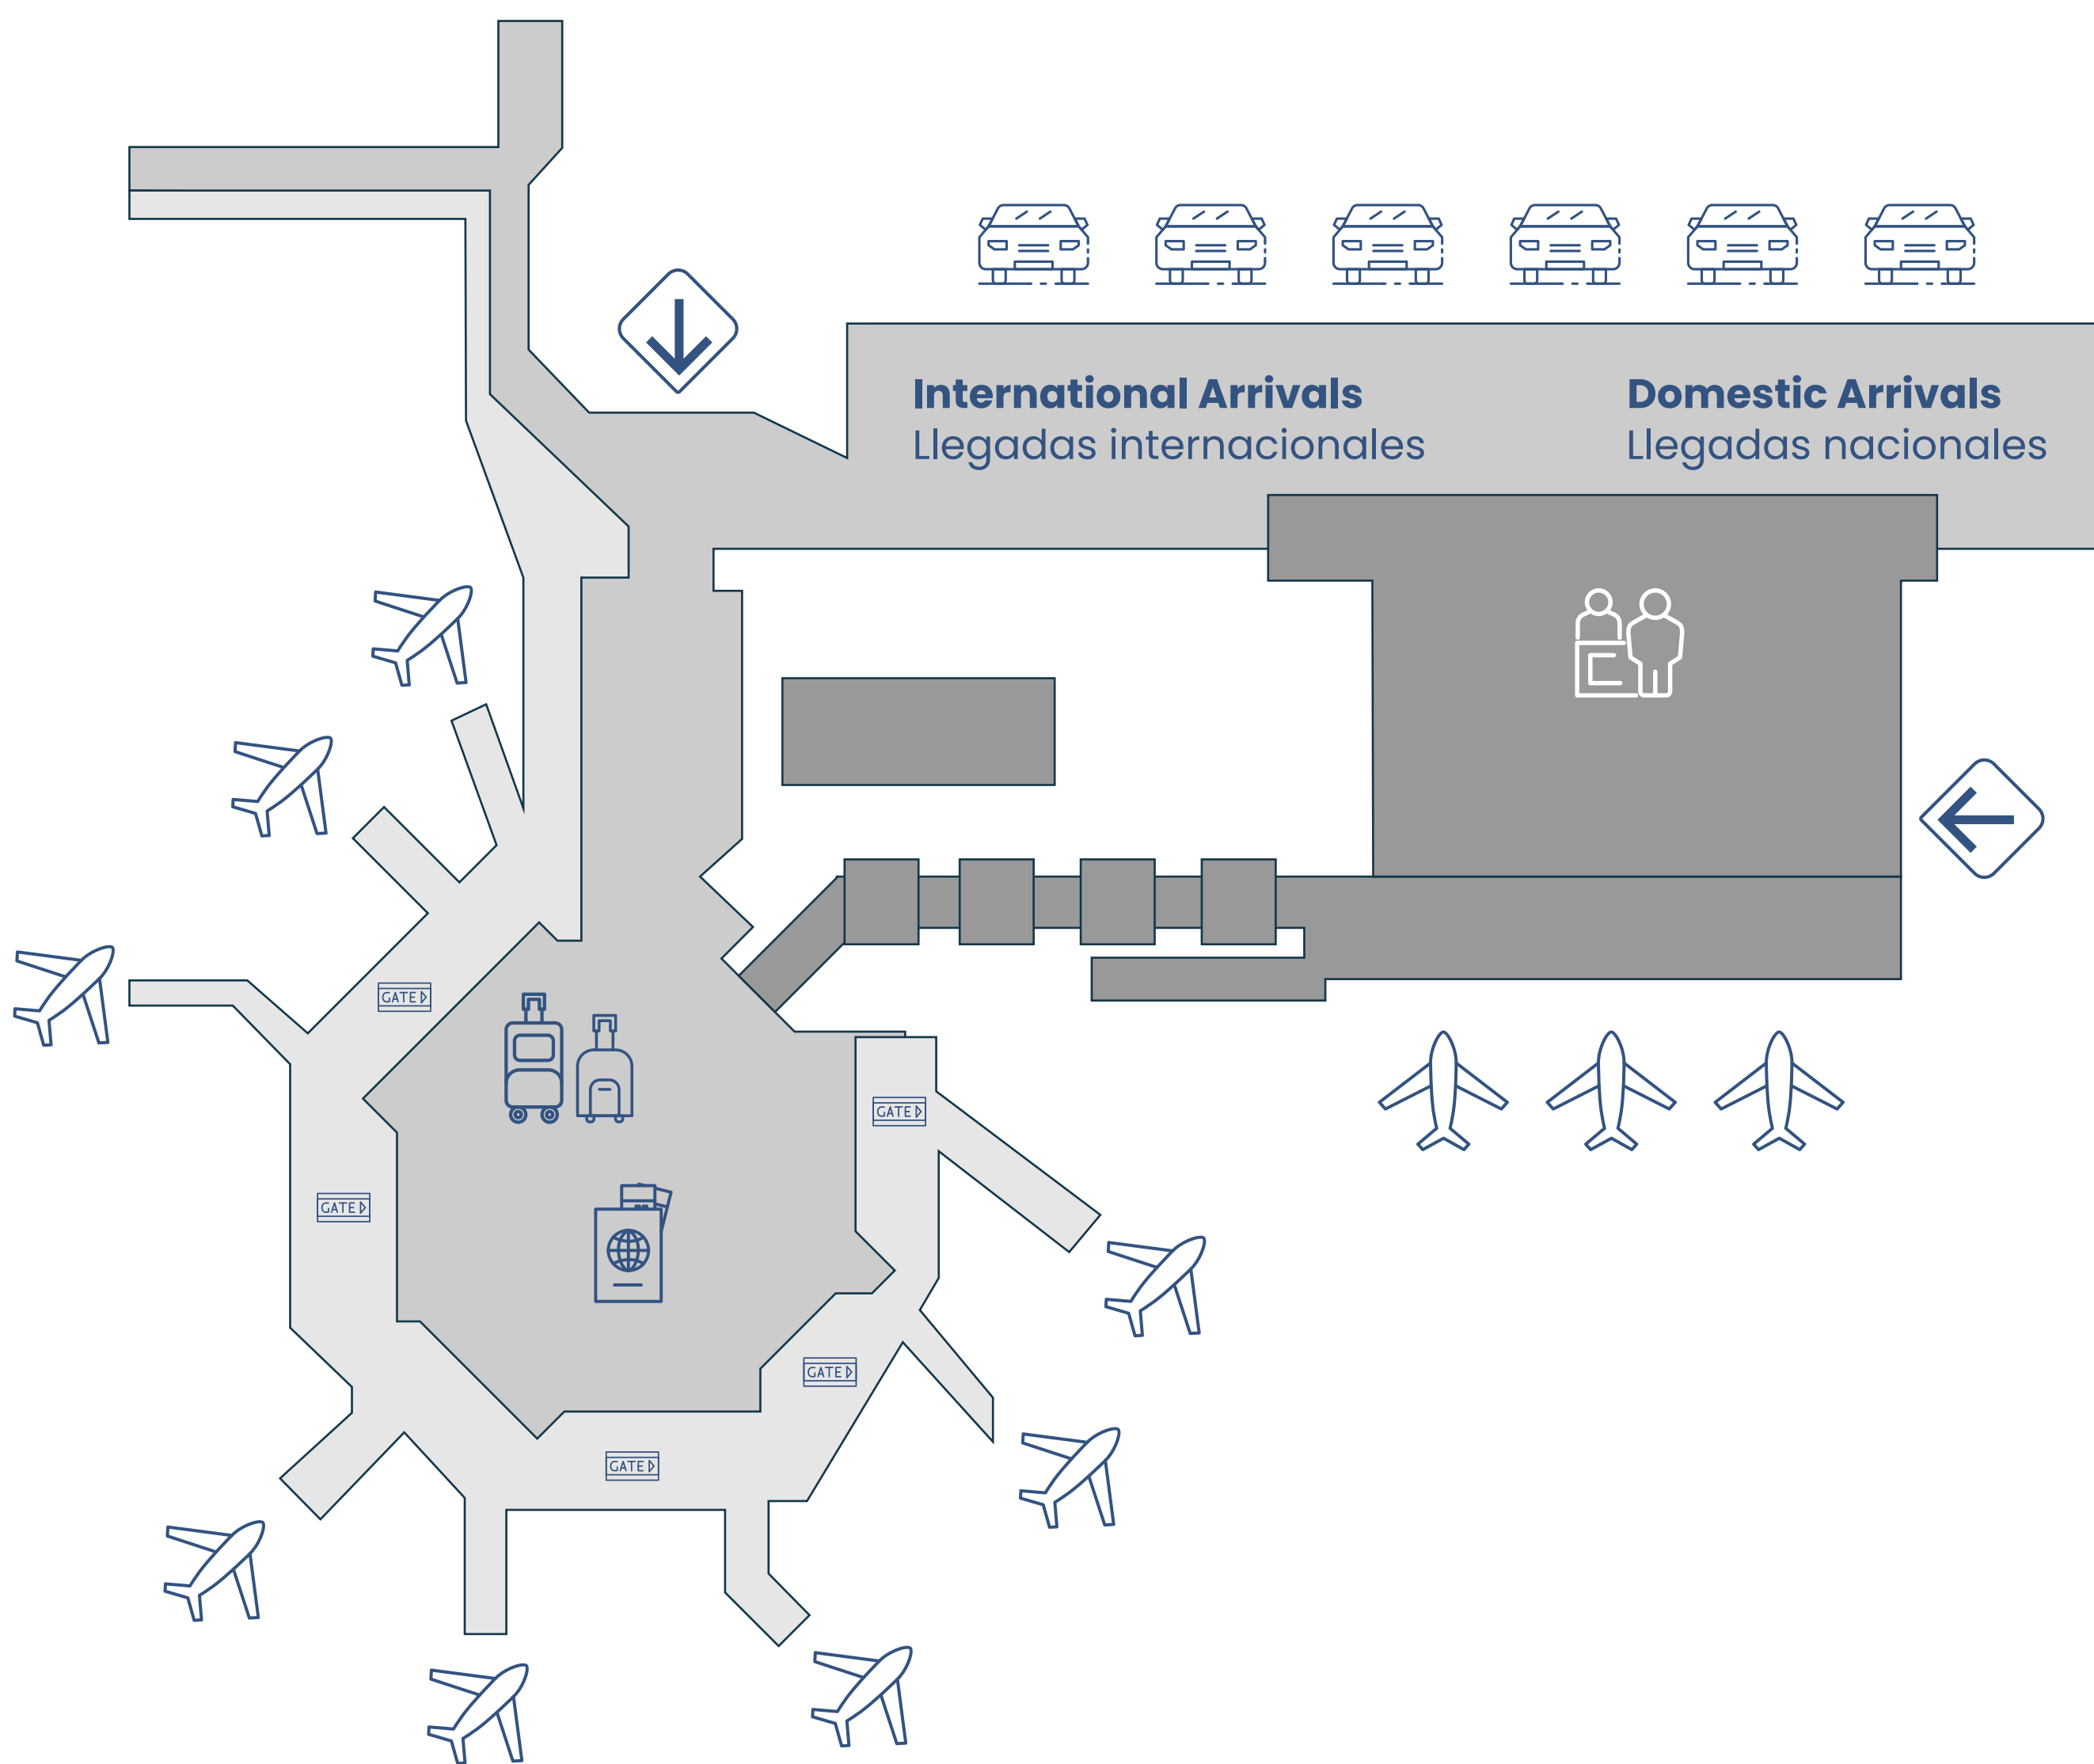 International Arrivals
Llegadas internacionales
Domestic Arrivals
Llegadas nacionales
GATE
GATE
GATE
GATE
GATE